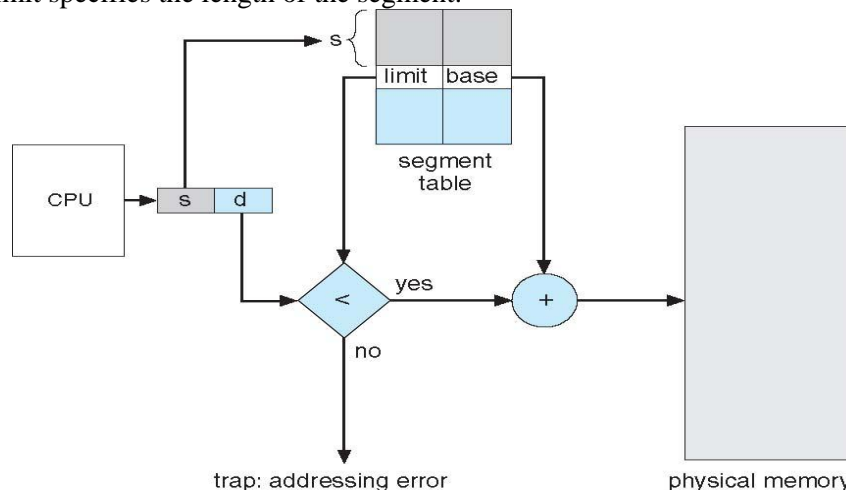 limit specifies the length of the segment.
s
limit base
segment
table
CPU
s d
<
yes
+
no
trap: addressing error
physical memory